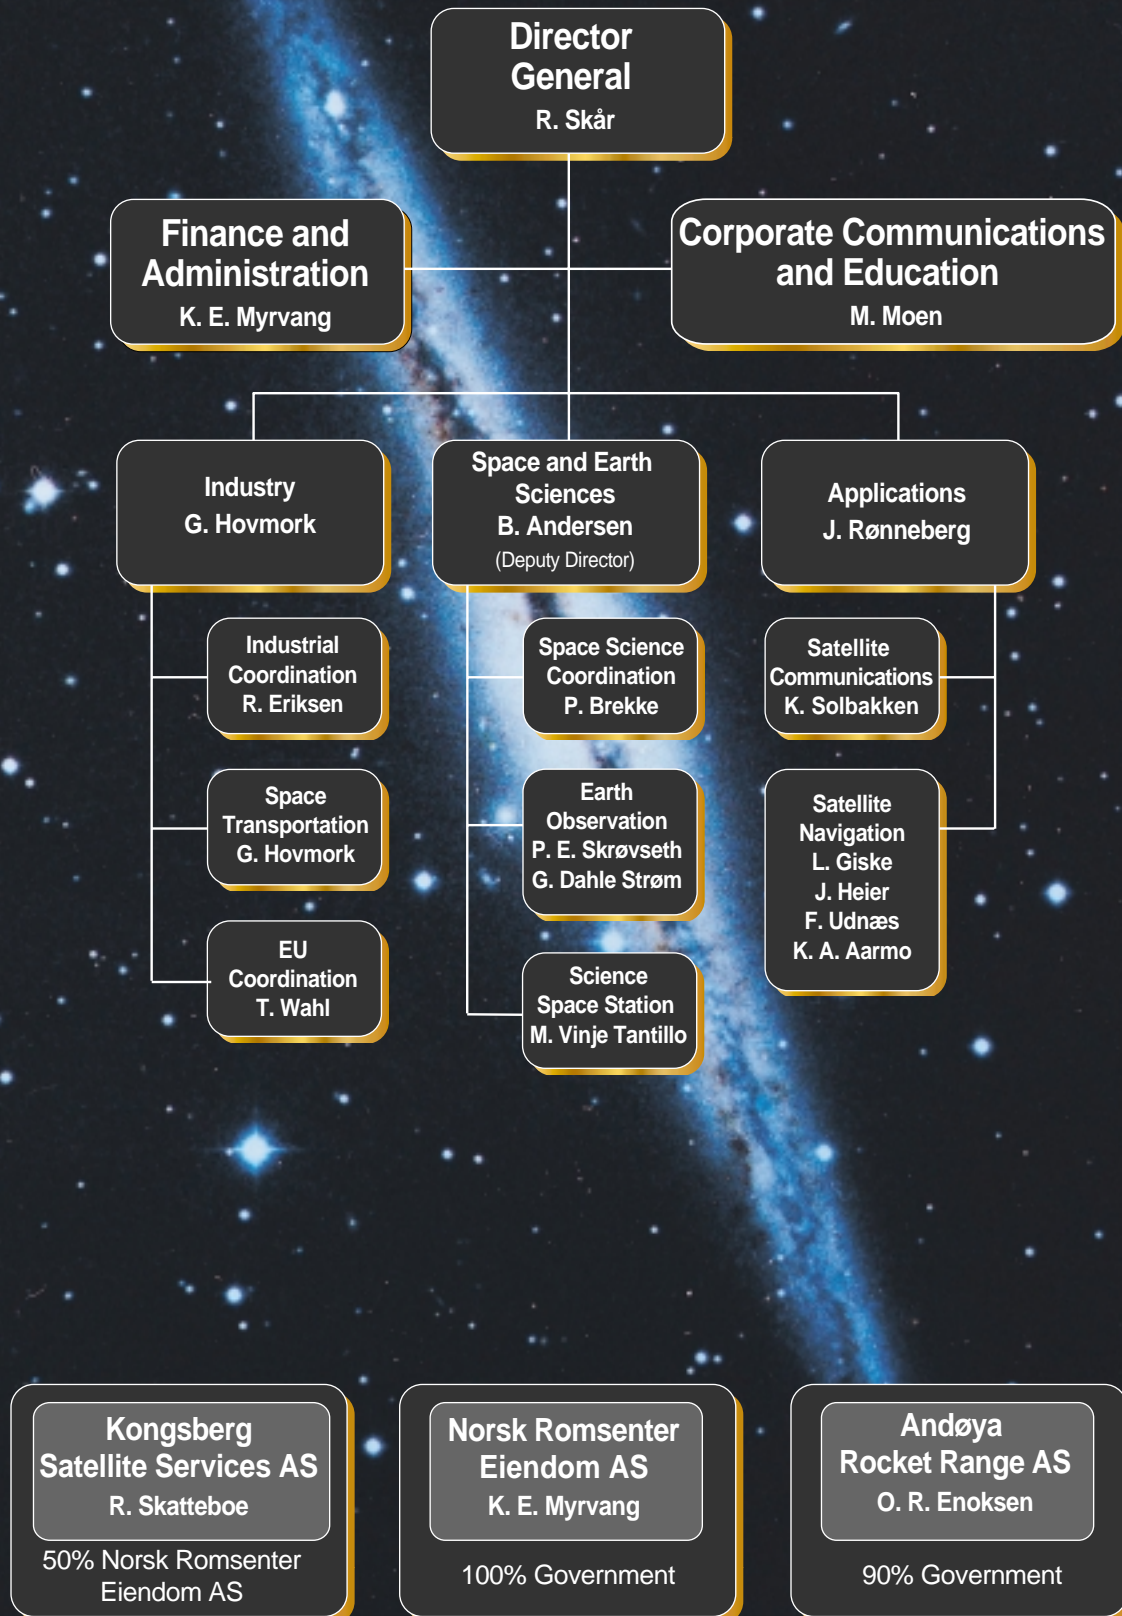 Director
General
R. Skår
Finance and
Administration
K. E. Myrvang
Corporate Communications
and Education
M. Moen
Industry
G. Hovmork
Space and Earth
Sciences
B. Andersen
(Deputy Director)
Applications
J. Rønneberg
Industrial
Coordination
R. Eriksen
Space Science
Coordination
P. Brekke
Satellite
Communications
K. Solbakken
Space
Transportation
G. Hovmork
Earth
Observation
P. E. Skrøvseth
G. Dahle Strøm
Satellite
Navigation
L. Giske
J. Heier
F. Udnæs
K. A. Aarmo
EU
Coordination
T. Wahl
Science
Space Station
M. Vinje Tantillo
Kongsberg
Satellite Services AS
R. Skatteboe
50% Norsk Romsenter
Eiendom AS
Norsk Romsenter
Eiendom AS
K. E. Myrvang
100% Government
Andøya
Rocket Range AS
O. R. Enoksen
90% Government